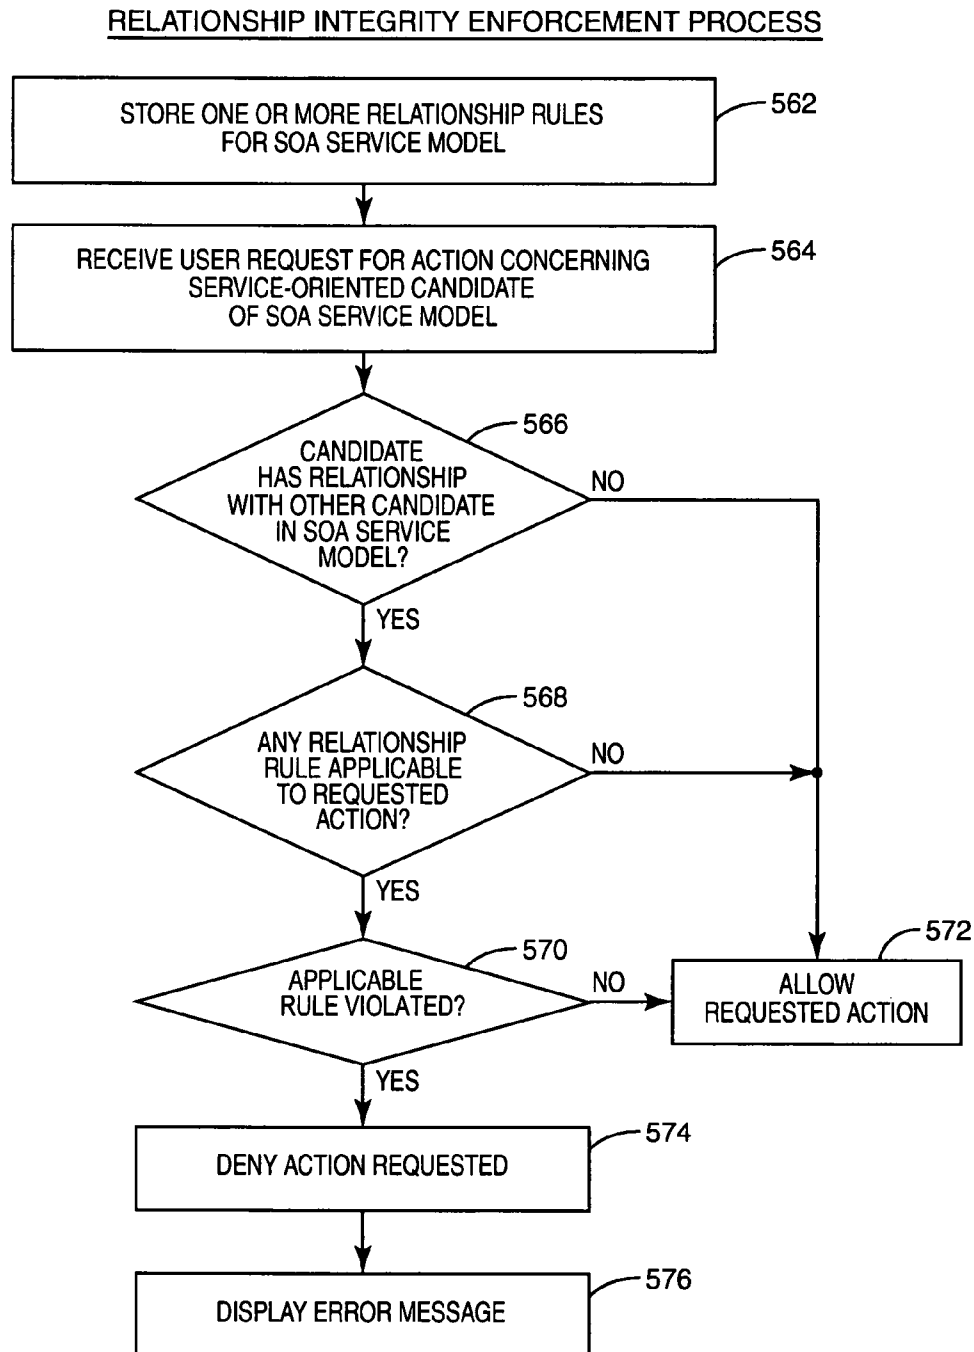 RELATIONSHIP INTEGRITY ENFORCEMENT PROCESS
STORE ONE OR MORE RELATIONSHIP RULES
FOR SOA SERVICE MODEL
562
RECEIVE USER REQUEST FOR ACTION CONCERNING
SERVICE-ORIENTED CANDIDATE
OF SOA SERVICE MODEL
564
566
CANDIDATE
HAS RELATIONSHIP
WITH OTHER CANDIDATE
IN SOA SERVICE
MODEL?
NO
YES
568
ANY RELATIONSHIP
RULE APPLICABLE
TO REQUESTED
ACTION?
NO
YES
570
APPLICABLE
RULE VIOLATED?
NO
572
ALLOW
REQUESTED ACTION
YES
574
DENY ACTION REQUESTED
576
DISPLAY ERROR MESSAGE